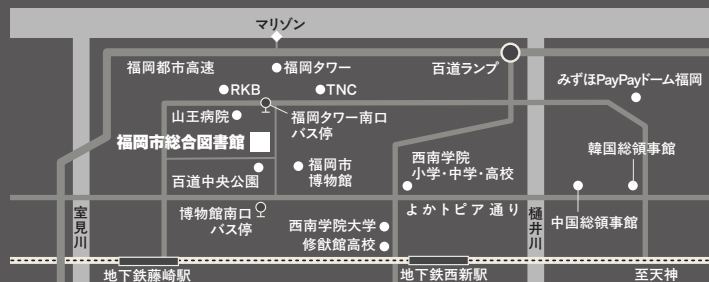 マリゾン
福岡都市高速
福岡タワー
百道ランプ
みずほPayPayドーム福岡
RKB
TNC
山王病院
福岡タワー南口
バス停
福岡市総合図書館
韓国総領事館
西南学院
小学・中学・高校
福岡市
博物館
百道中央公園
室見川
博物館南口
バス停
よかトピア通り
樋井川
中国総領事館
西南学院大学
修猷館高校
地下鉄藤崎駅
地下鉄西新駅
至天神